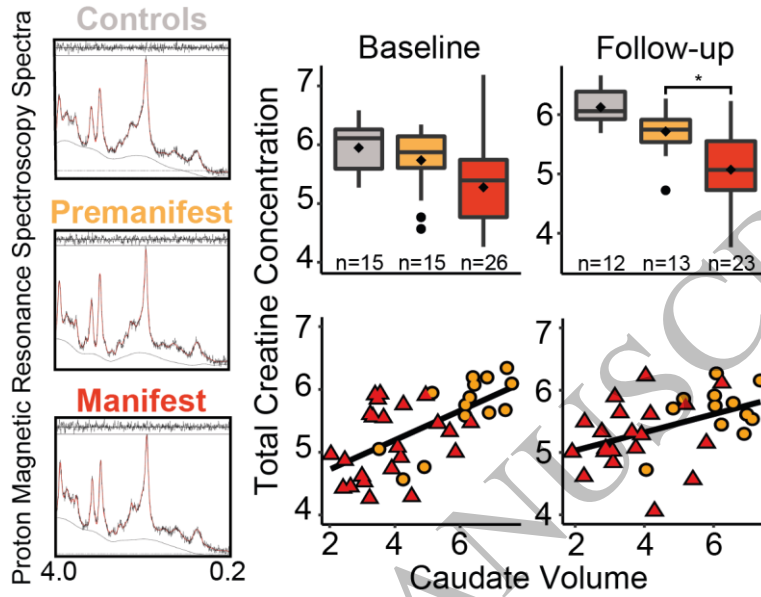 Proton Magnetic Resonance Spectroscopy Spectra
Controls
Premanifest
Manifest
4.0 0.2
Total Creatine Concentration
Baseline
7
6
5
4
n=15 n=15 n=26
Follow-up
*
6
5
4
n=12 n=13 n=23
7
6
5
4
2 4 6
7
6
5
4
2 4 6
Caudate Volume
MANUSC